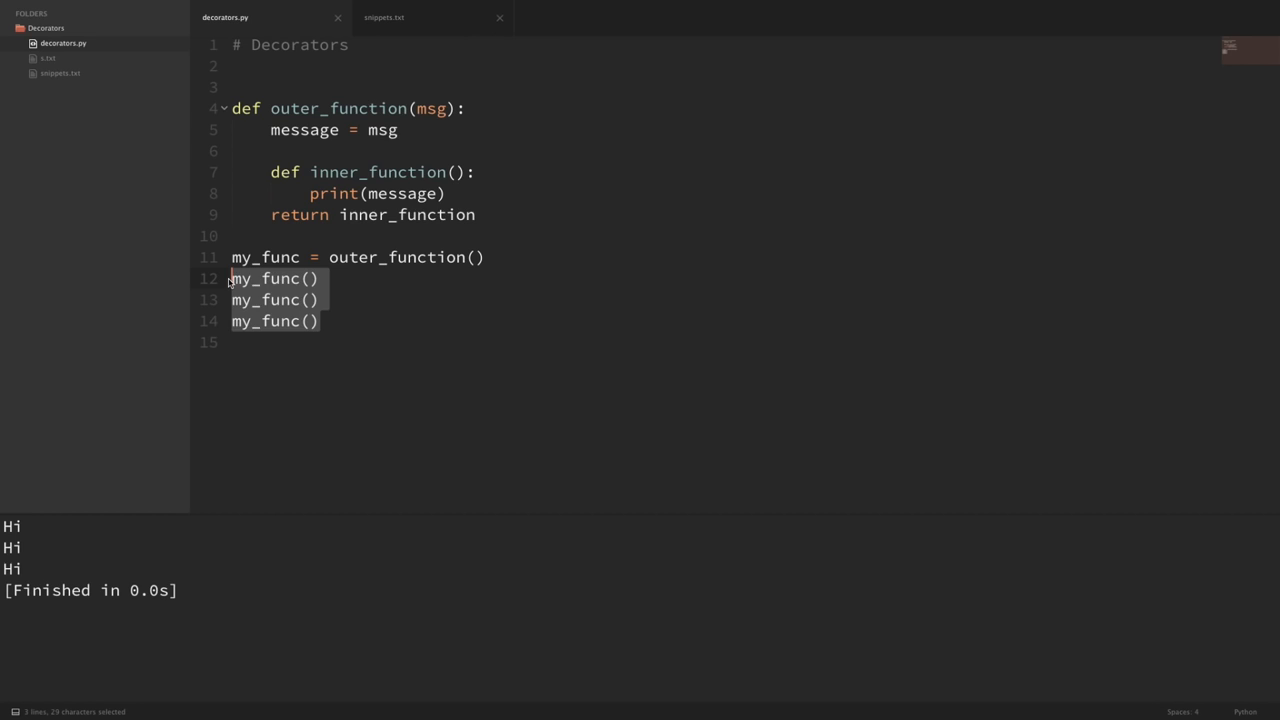 FOLDERS
Decorators
decorators.py
s.txt
snippets.txt
decorators.py
snippets.txt
1 # Decorators
2
3
4 def outer_function(msg):
5     message = msg
6
7     def inner_function():
8         print(message)
9     return inner_function
10
11 my_func = outer_function()
12 my_func()
13 my_func()
14 my_func()
15
Hi
Hi
Hi
[Finished in 0.0s]
3 lines, 29 characters selected
Spaces: 4
Python